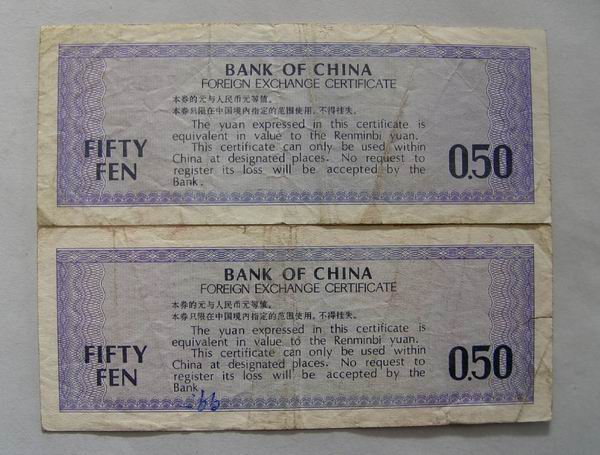 BANK OF CHINA
FOREIGN EXCHANGE CERTIFICATE
本券的元与人民币元等值。
本券只限在中国境内指定的范围使用，不得挂失。
The yuan expressed in this certificate is
equivalent in value to the Renminbi yuan.
This certificate can only be used within
China at designated places. No request to
register its loss will be accepted by the
Bank.
FIFTY
FEN
0.50
BANK OF CHINA
FOREIGN EXCHANGE CERTIFICATE
本券的元与人民币元等值。
本券只限在中国境内指定的范围使用，不得挂失。
The yuan expressed in this certificate is
equivalent in value to the Renminbi yuan.
This certificate can only be used within
China at designated places. No request to
register its loss will be accepted by the
Bank
FIFTY
FEN
0.50